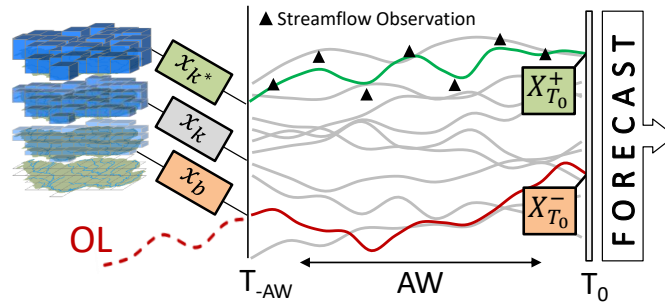 ▲ Streamflow Observation
x_{k*}
x_k
x_b
X_{T_0}^+
X_{T_0}^-
OL
T_{-AW}
AW
T_0
FORECAST